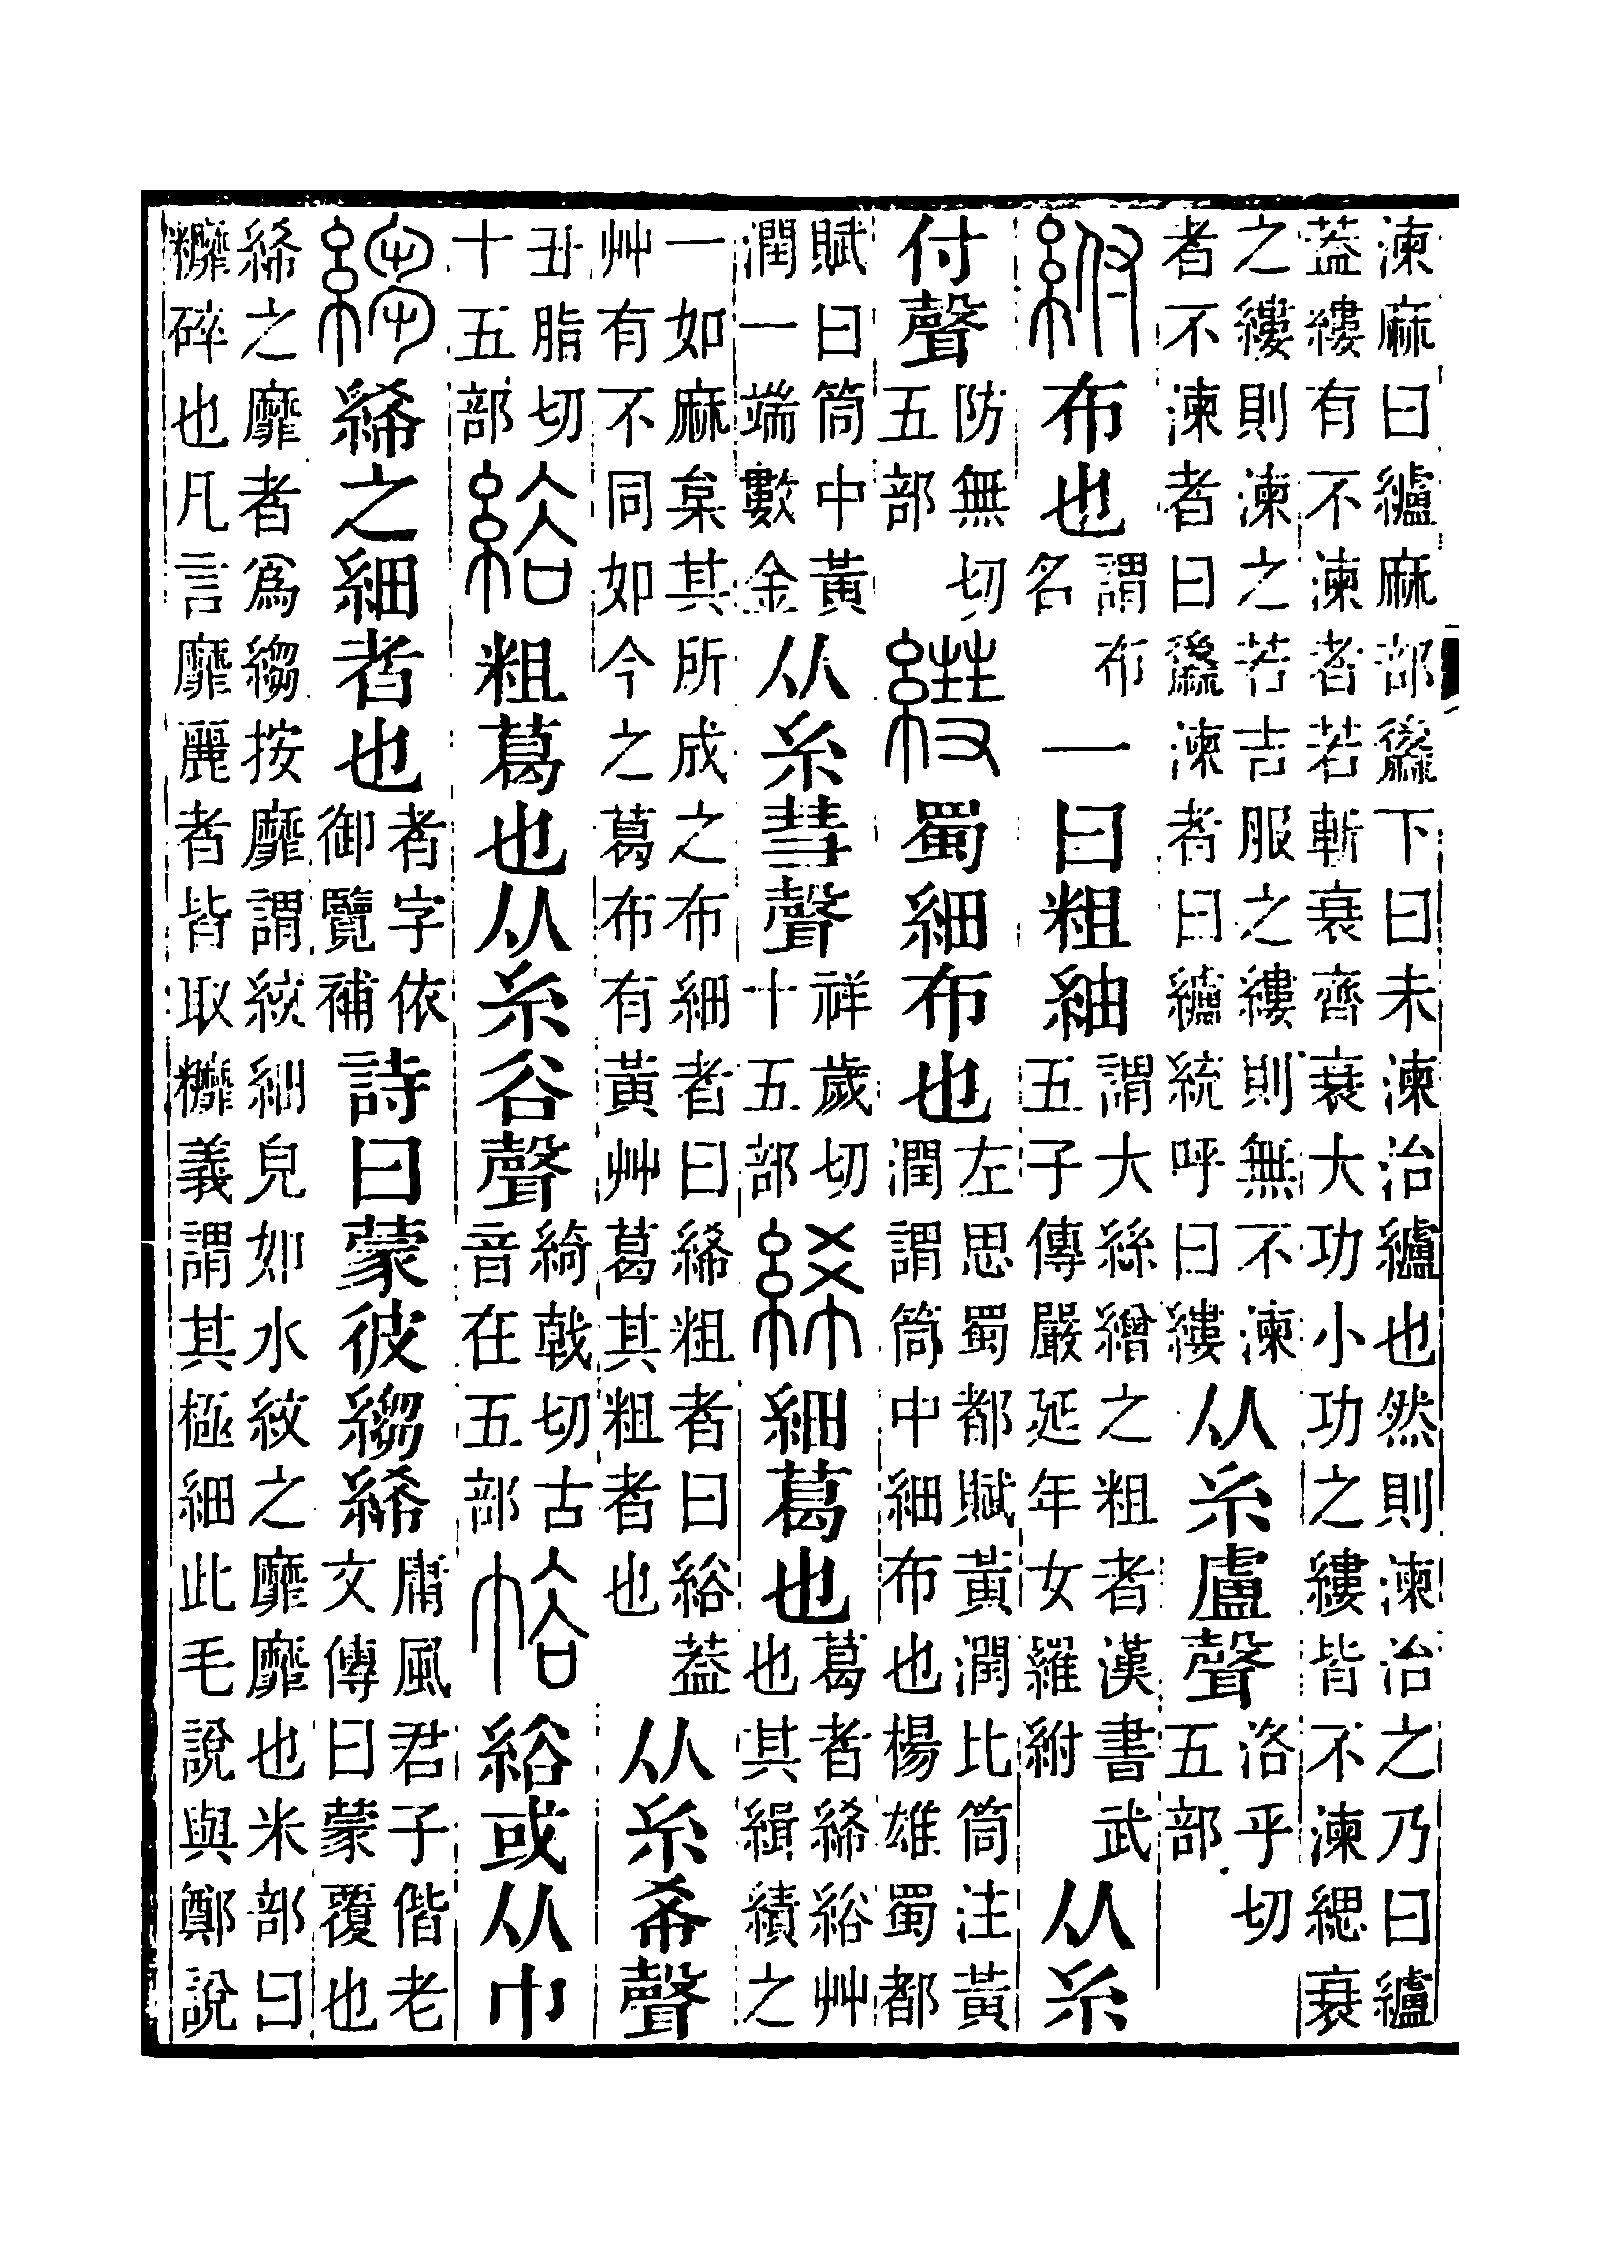 湅麻曰纑麻部䵇下曰未湅治纑也然則湅治之乃曰纑
葢縷有不湅者若斬衰齊衰大功小功之縷皆不湅緦衰
之縷則湅之若吉服之縷則無不湅
者不湅者曰䵇湅者曰纑統呼曰縷
从糸盧聲
洛乎切
五部
紨
布也
謂布
名
一曰粗紬
謂大絲繒之粗者漢書武
五子傳嚴延年女羅紨
从糸
付聲
防無切
五部
𦄑
蜀細布也
左思蜀都賦黃潤比筒注黃
潤謂筒中細布也楊雄蜀都
賦曰筒中黃
潤一端數金
从糸彗聲
祥歲切
十五部
絺
細葛也
葛者絺綌艸
也其緝績之
一如麻枲其所成之布細者曰絺粗者曰綌葢
艸有不同如今之葛布有黃艸葛其粗者也
从糸希聲
丑脂切
十五部
綌
粗葛也从糸谷聲
綺戟切古
音在五部
綌或从巾
縐
絺之細者也
者字依
御覽補
詩曰蒙彼縐絺
庸風君子偕老
文傳曰蒙覆也
絺之靡者爲縐按靡謂紋細皃如水紋之靡靡也米部曰
䊳碎也凡言靡麗者皆取䊳義謂其極細此毛說與鄭說